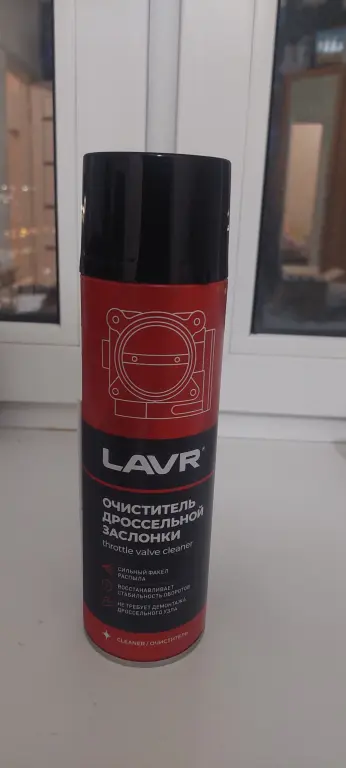 LAVR®
ОЧИСТИТЕЛЬ
ДРОССЕЛЬНОЙ
ЗАСЛОНКИ
throttle valve cleaner
СИЛЬНЫЙ ФАКЕЛ
РАСПЫЛА
ВОССТАНАВЛИВАЕТ
СТАБИЛЬНОСТЬ ОБОРОТОВ
НЕ ТРЕБУЕТ ДЕМОНТАЖА
ДРОССЕЛЬНОГО УЗЛА
CLEANER / ОЧИСТИТЕЛЬ